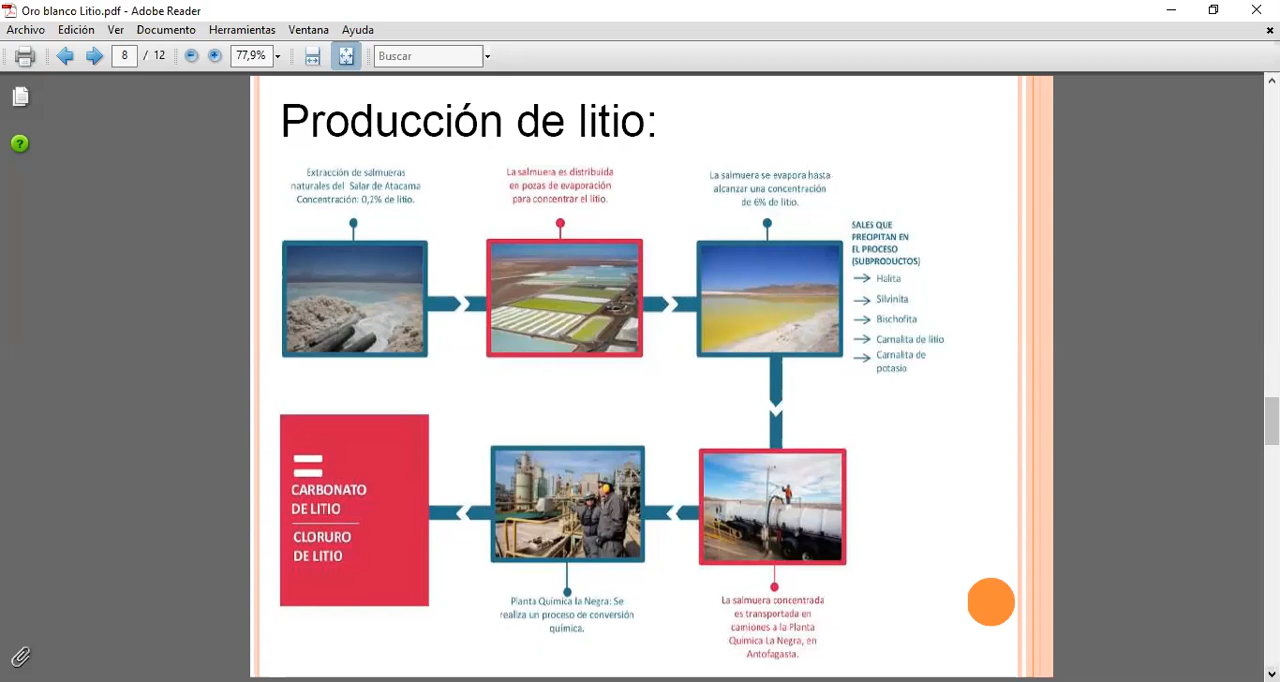 Oro blanco Litio.pdf - Adobe Reader
Archivo Edición Ver Documento Herramientas Ventana Ayuda
8 / 12 77,9% Buscar
Producción de litio:
Extracción de salmueras
naturales del Salar de Atacama
Concentración: 0,2% de litio.
La salmuera es distribuida
en pozas de evaporación
para concentrar el litio.
La salmuera se evapora hasta
alcanzar una concentración
de 6% de litio.
SALES QUE
PRECIPITAN EN
EL PROCESO
(SUBPRODUCTOS)
Halita
Silvinita
Bischofita
Carnalita de litio
Carnalita de
potasio
La salmuera concentrada
es transportada en
camiones a la Planta
Química La Negra, en
Antofagasta.
Planta Química la Negra: Se
realiza un proceso de conversión
química.
CARBONATO
DE LITIO
CLORURO
DE LITIO